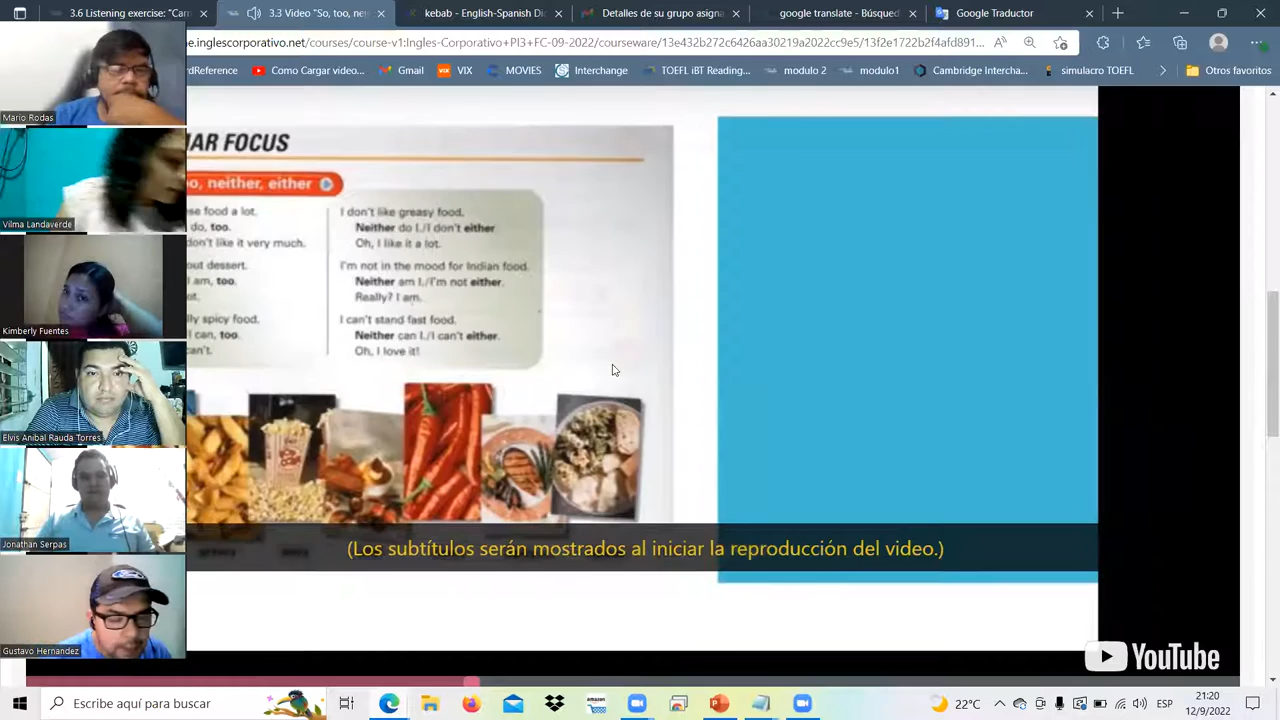 3.6 Listening exercise: "Car
3.3 Video "So, too, net
kebab - English-Spanish Di
Detalles de su grupo asigna
google translate - Búsqued
Google Traductor
e.inglescorporativo.net/courses/course-v1:Ingles-Corporativo+PI3+FC-09-2022/courseware/13e432b272c6426aa30219a2022cc9e5/13f2e1722b2f4afd891...
rdReference
Cómo Cargar video...
Gmail
VIX
MOVIES
Interchange
TOEFL iBT Reading...
modulo 2
modulo1
Cambridge Intercha...
simulacro TOEFL
Otros favoritos
Mario Rodas
Vilma Landaverde
Kimberly Fuentes
Elvis Anibal Rauda Torres
Jonathan Serpas
Gustavo Hernandez
AR FOCUS
o, neither, either
se food a lot.
do, too.
don't like it very much.
out dessert.
I am, too.
ot.
lly spicy food.
I can, too.
an't.
I don't like greasy food.
Neither do I./I don't either
Oh, I like it a lot.
I'm not in the mood for Indian food.
Neither am I./I'm not either.
Really? I am.
I can't stand fast food.
Neither can I./I can't either.
Oh, I love it!
(Los subtítulos serán mostrados al iniciar la reproducción del video.)
YouTube
Escribe aquí para buscar
22°C
ESP
21:20
12/9/2022